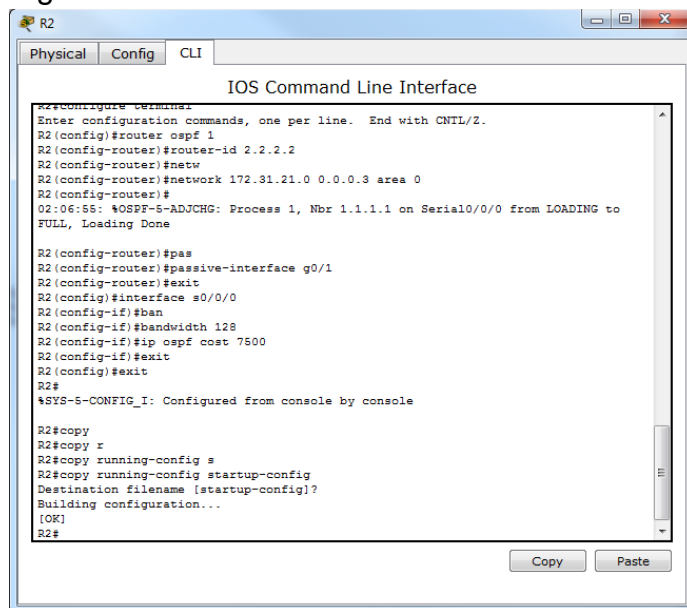 R2
Physical Config CLI
IOS Command Line Interface
R2#configure terminal
Enter configuration commands, one per line.  End with CNTL/Z.
R2(config)#router ospf 1
R2(config-router)#router-id 2.2.2.2
R2(config-router)#netw
R2(config-router)#network 172.31.21.0 0.0.0.3 area 0
R2(config-router)#
02:06:55: %OSPF-5-ADJCHG: Process 1, Nbr 1.1.1.1 on Serial0/0/0 from LOADING to
FULL, Loading Done
R2(config-router)#pas
R2(config-router)#passive-interface g0/1
R2(config-router)#exit
R2(config)#interface s0/0/0
R2(config-if)#ban
R2(config-if)#bandwidth 128
R2(config-if)#ip ospf cost 7500
R2(config-if)#exit
R2(config)#exit
R2#
%SYS-5-CONFIG_I: Configured from console by console
R2#copy
R2#copy r
R2#copy running-config s
R2#copy running-config startup-config
Destination filename [startup-config]?
Building configuration...
[OK]
R2#
Copy Paste